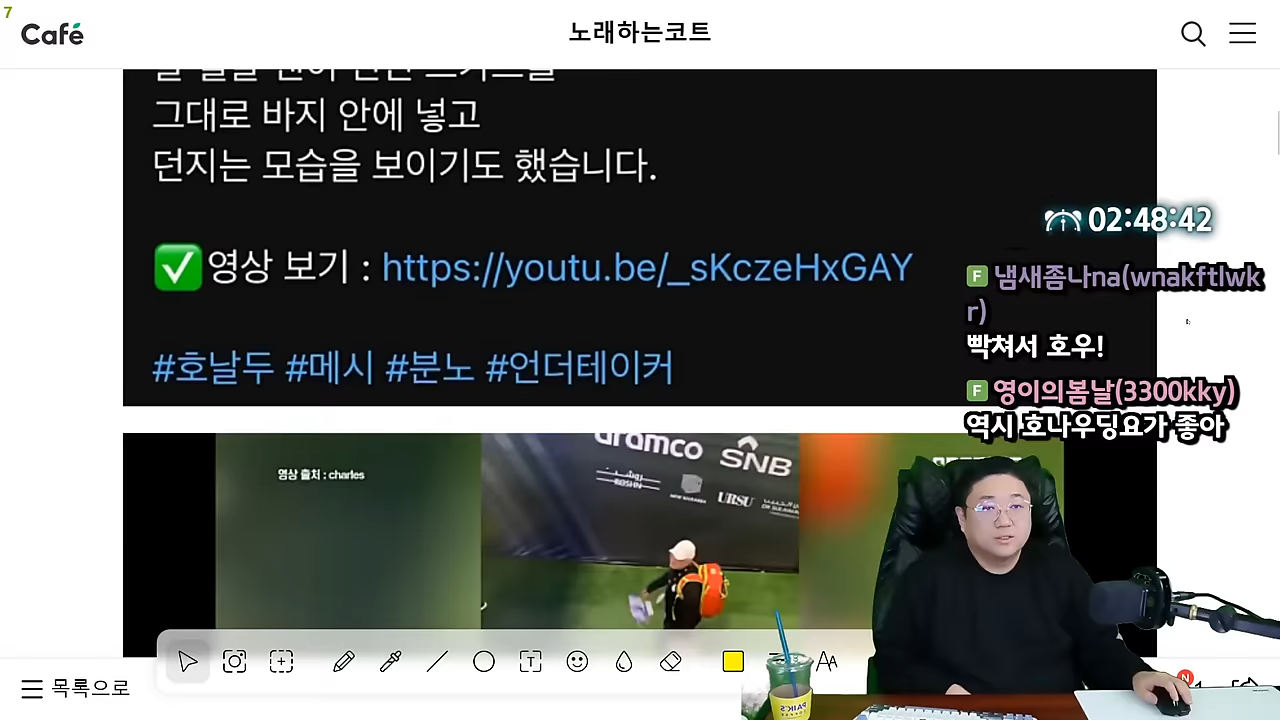 7
Café
노래하는코트
그대로 바지 안에 넣고
던지는 모습을 보이기도 했습니다.
02:48:42
✅영상 보기 : https://youtu.be/_sKczeHxGAY
F 냄새좀나na(wnakftlwk
r)
빡쳐서 호우!
#호날두 #메시 #분노 #언더테이커
F 영이의봄날(3300kky)
역시 호나우딩요가 좋아
영상 출처 : charles
aramco SNB
ROSHN
URSU
T
AA
N
목록으로